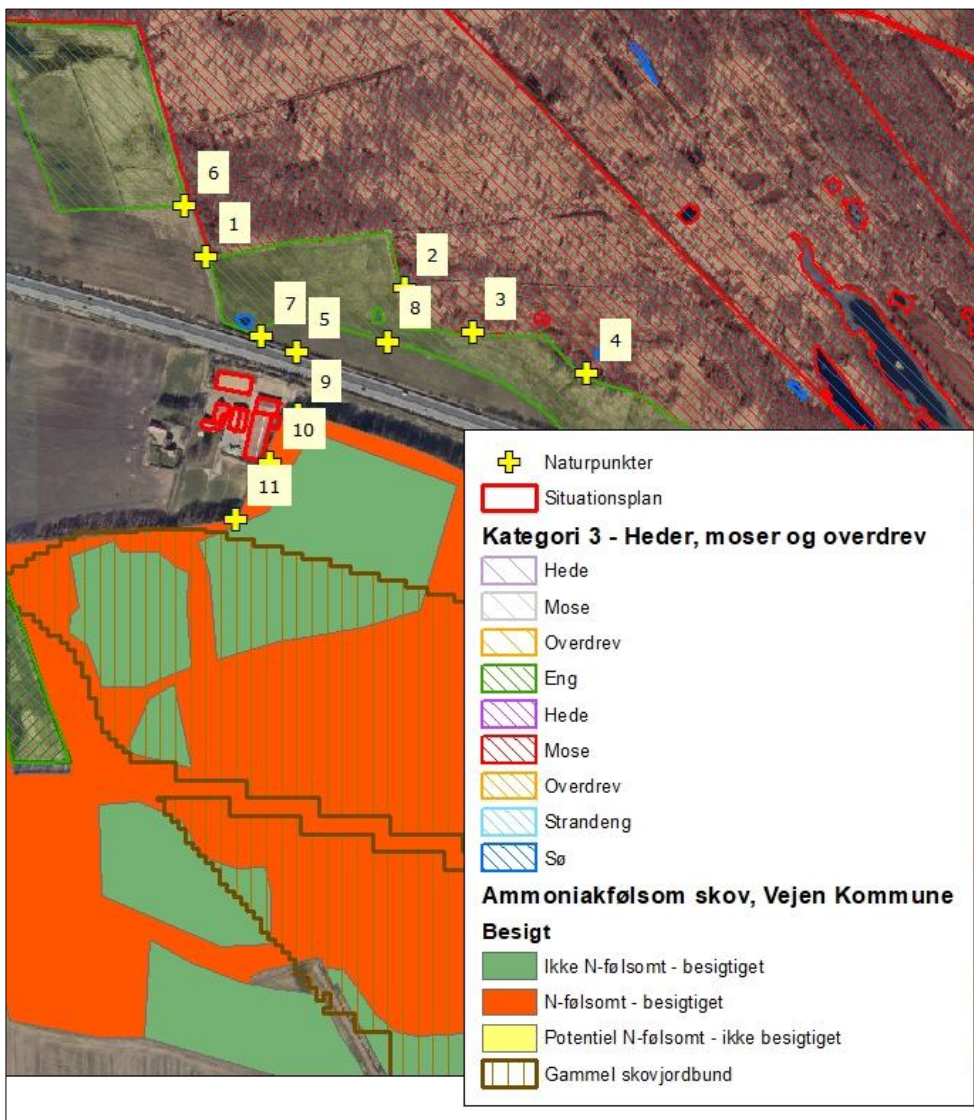 6
1
2
7
5
8
3
4
9
10
11
Naturpunkter
Situationsplan
Kategori 3 - Heder, moser og overdrev
Hede
Mose
Overdrev
Eng
Hede
Mose
Overdrev
Strandeng
Sø
Ammoniakfølsom skov, Vejen Kommune
Besigt
Ikke N-følsomt - besigtiget
N-følsomt - besigtiget
Potentiel N-følsomt - ikke besigtiget
Gammel skovjordbund